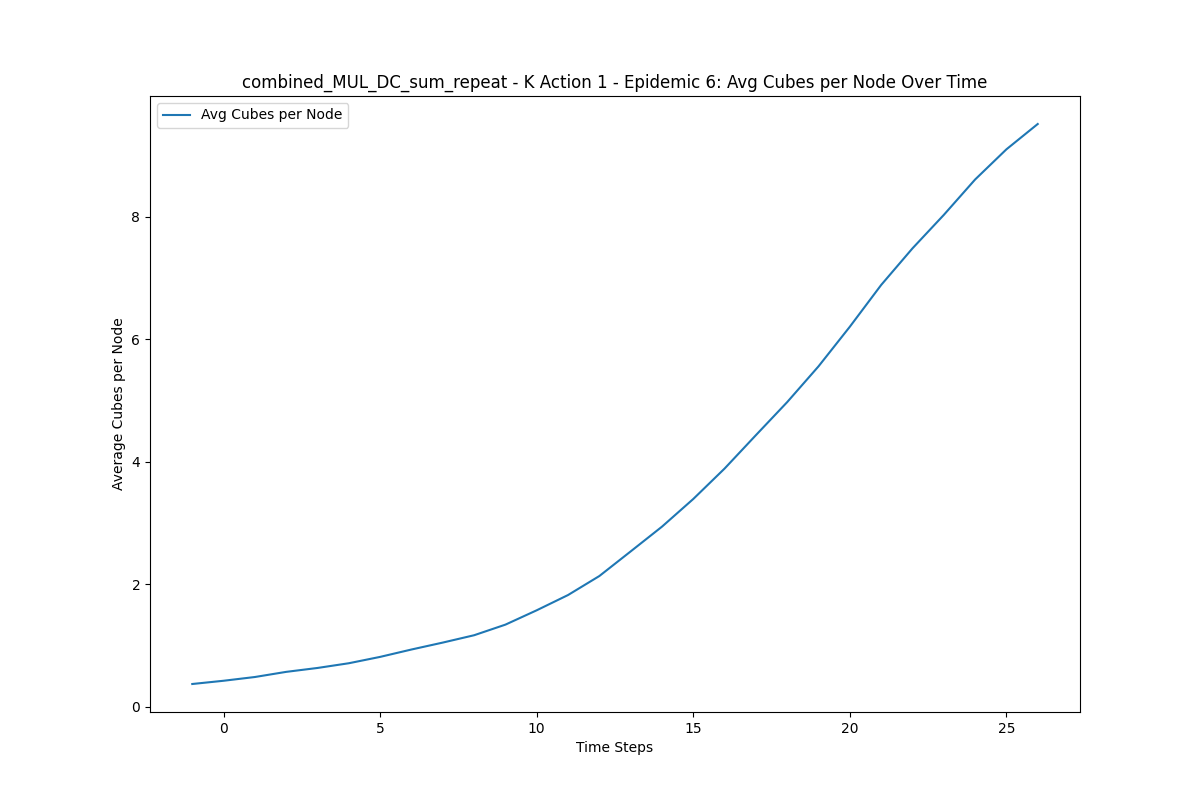 combined_MUL_DC_sum_repeat - K Action 1 - Epidemic 6: Avg Cubes per Node Over Time
Avg Cubes per Node
Average Cubes per Node
8
6
4
2
0
0 5 10 15 20 25
Time Steps